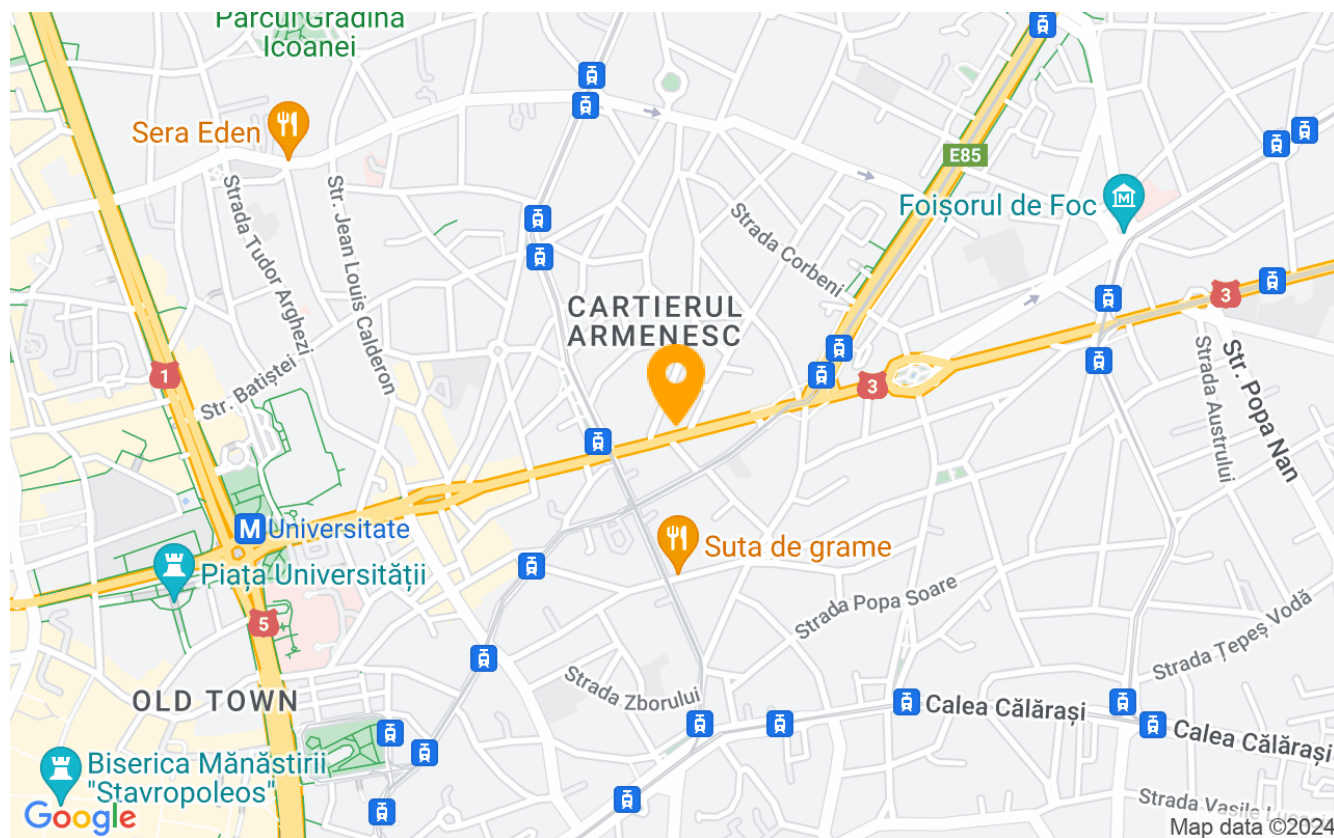 Parcul Grădina
Icoanei
Sera Eden
E85
Foișorul de Foc
Strada Tudor Arghezi
Str. Jean Louis Calderon
Strada Corbeni
CARTIERUL
ARMENESC
3
1
Str. Batiștei
3
Strada Austrului
Str. Popa Nan
M Universitate
Suta de grame
Piața Universității
5
Strada Popa Soare
Strada Țepeș Vodă
Strada Zborului
OLD TOWN
Calea Călărași
Calea Călărași
Biserica Mănăstirii
"Stavropoleos"
Strada Vasile
Google
Map data ©2024